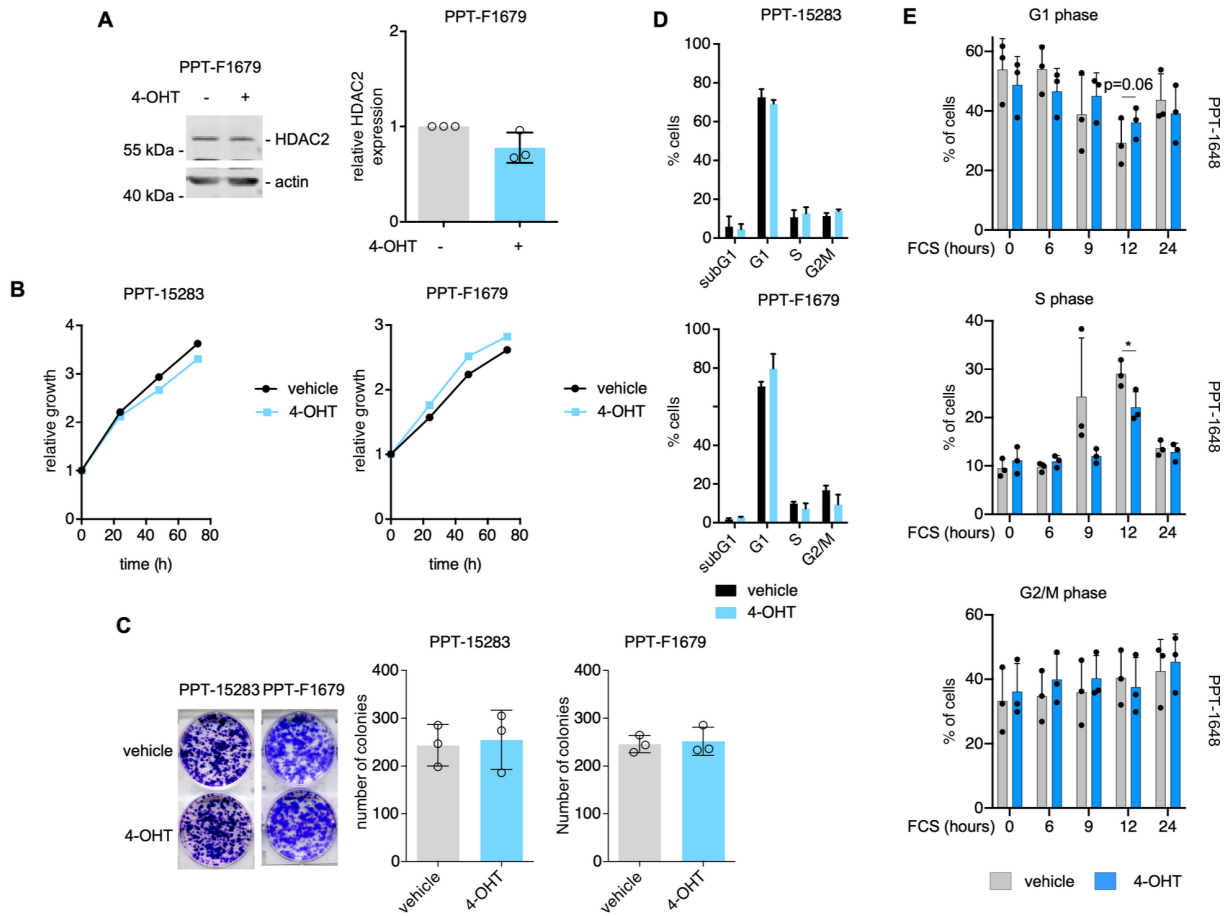 A
PPT-F1679
4-OHT - +
- HDAC2
55 kDa -
- actin
40 kDa -
PPT-F1679
relative HDAC2
expression
2
1
0
4-OHT - +
B
PPT-15283
relative growth
4
3
2
1
0
0 20 40 60 80
time (h)
vehicle
4-OHT
PPT-F1679
relative growth
3
2
1
0
0 20 40 60 80
time (h)
vehicle
4-OHT
C
PPT-15283 PPT-F1679
vehicle
4-OHT
PPT-15283
number of colonies
400
300
200
100
0
vehicle 4-OHT
PPT-F1679
Number of colonies
400
300
200
100
0
vehicle 4-OHT
D
PPT-15283
% cells
100
80
60
40
20
0
subG1 G1 S G2M
PPT-F1679
% cells
100
80
60
40
20
0
subG1 G1 S G2/M
vehicle
4-OHT
E
G1 phase
% of cells
60
40
20
0
p=0.06
FCS (hours) 0 6 9 12 24
PPT-1648
S phase
% of cells
40
30
20
10
0
*
FCS (hours) 0 6 9 12 24
PPT-1648
G2/M phase
% of cells
60
40
20
0
FCS (hours) 0 6 9 12 24
PPT-1648
vehicle 4-OHT